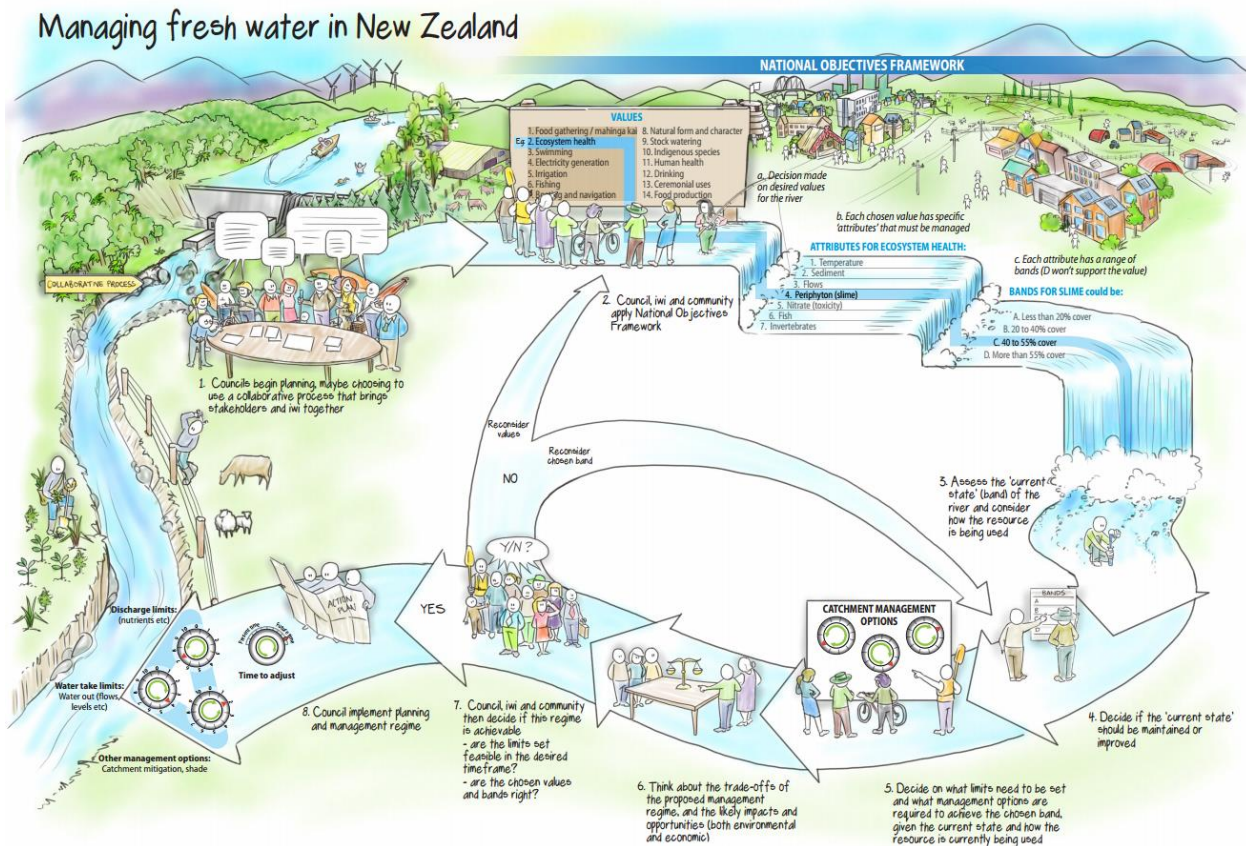 Managing fresh water in New Zealand
NATIONAL OBJECTIVES FRAMEWORK
VALUES
1. Food gathering / mahinga kai
Eg 2. Ecosystem health
3. Swimming
4. Electricity generation
5. Irrigation
6. Fishing
and navigation
8. Natural form and character
9. Stock watering
10. Indigenous species
11. Human health
12. Drinking
13. Ceremonial uses
14. Food production
a. Decision made
on desired values
for the river
b. Each chosen value has specific
'attributes' that must be managed
ATTRIBUTES FOR ECOSYSTEM HEALTH:
1. Temperature
2. Sediment
3. Flows
4. Periphyton (slime)
5. Nitrate (toxicity)
6. Fish
7. Invertebrates
c. Each attribute has a range of
bands (D won't support the value)
BANDS FOR SLIME could be:
A. Less than 20% cover
B. 20 to 40% cover
C. 40 to 55% cover
D. More than 55% cover
COLLABORATIVE PROCESS
1. Councils begin planning, maybe choosing to
use a collaborative process that brings
stakeholders and iwi together
2. Council, iwi and community
apply National Objectives
Framework
Reconsider
values
Reconsider
chosen band
NO
3. Assess the 'current
state' (band) of the
river and consider
how the resource
is being used
BANDS
A
B
D
4. Decide if the 'current state'
should be maintained or
improved
CATCHMENT MANAGEMENT
OPTIONS
5. Decide on what limits need to be set
and what management options are
required to achieve the chosen band,
given the current state and how the
resource is currently being used
6. Think about the trade-offs of
the proposed management
regime, and the likely impacts and
opportunities (both environmental
and economic)
Y/N?
7. Council, iwi and community
then decide if this regime
is achievable
- are the limits set
feasible in the desired
timeframe?
- are the chosen values
and bands right?
YES
ACTION
PLAN
8. Council implement planning
and management regime
Discharge limits:
(nutrients etc)
Time to adjust
Water take limits:
Water out (flows,
levels etc)
Other management options:
Catchment mitigation, shade